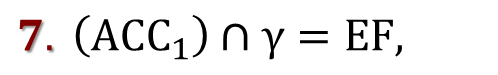 7. (ACC₁) ∩ γ = EF,